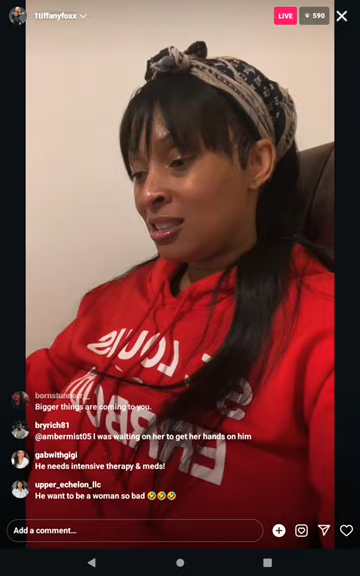 1tiffanyfoxx
LIVE
590
ST. LOUIS
bornstunner_
Bigger things are coming to you.
bryrich81
@ambermist05 I was waiting on her to get her hands on him
gabwithgigi
He needs intensive therapy & meds!
upper_echelon_llc
He want to be a woman so bad 🤣🤣🤣
Add a comment...